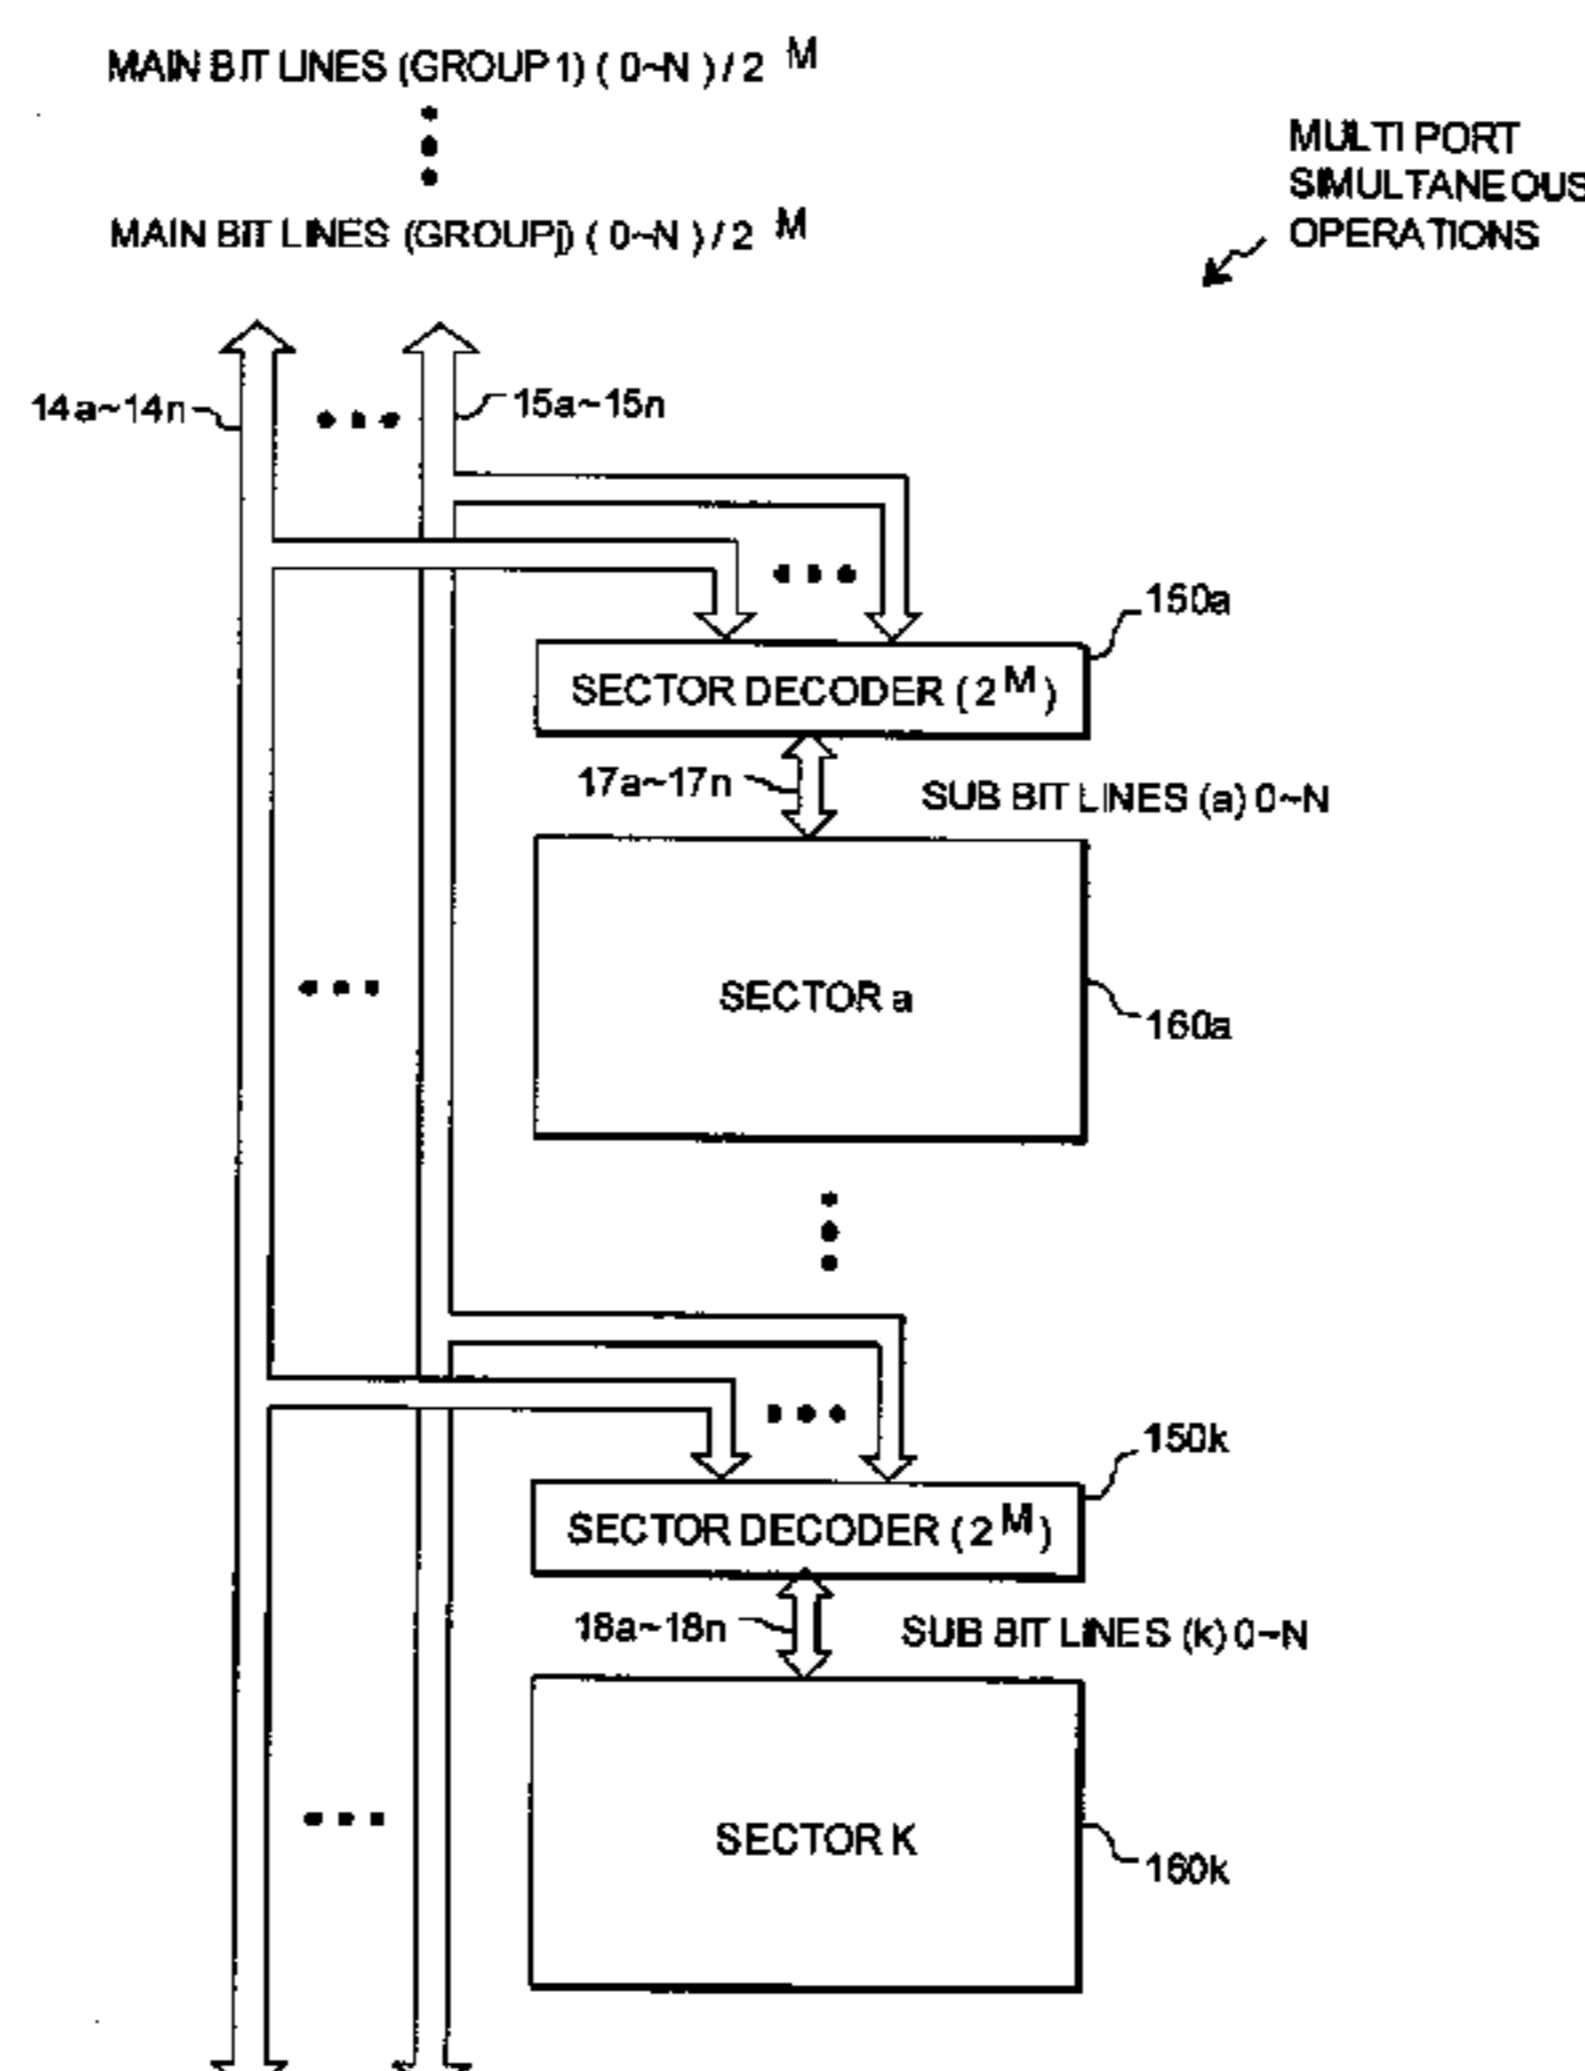 MAIN BIT LINES (GROUP 1) ( 0~N ) / 2 M
MAIN BIT LINES (GROUPj) ( 0~N ) / 2 M
MULTI PORT
SIMULTANEOUS
OPERATIONS
14a~14n
15a~15n
150a
SECTOR DECODER ( 2 M )
17a~17n
SUB BIT LINES (a) 0~N
SECTOR a
160a
150k
SECTOR DECODER ( 2 M )
18a~18n
SUB BIT LINES (k) 0~N
SECTOR K
160k